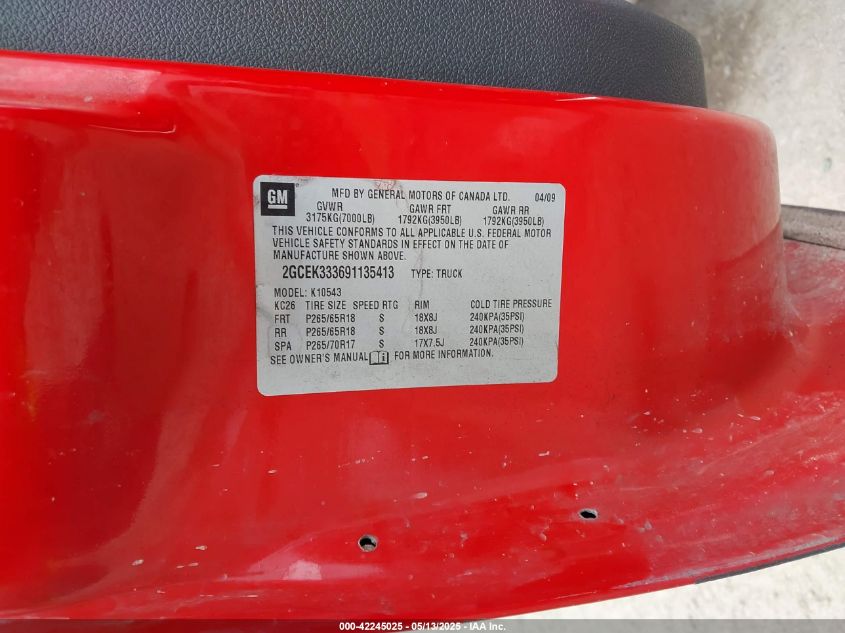 GM
MFD BY GENERAL MOTORS OF CANADA LTD. 04/09
GVWR GAWR FRT GAWR RR
3175KG(7000LB) 1792KG(3950LB) 1792KG(3950LB)
THIS VEHICLE CONFORMS TO ALL APPLICABLE U.S. FEDERAL MOTOR
VEHICLE SAFETY STANDARDS IN EFFECT ON THE DATE OF
MANUFACTURE SHOWN ABOVE.
2GCEK333691135413 TYPE: TRUCK
MODEL: K10543
KC26 TIRE SIZE SPEED RTG RIM COLD TIRE PRESSURE
FRT P265/65R18 S 18X8J 240KPA(35PSI)
RR P265/65R18 S 18X8J 240KPA(35PSI)
SPA P265/70R17 S 17X7.5J 240KPA(35PSI)
SEE OWNER'S MANUAL FOR MORE INFORMATION.
000-42245025 - 05/13/2025 - IAA Inc.